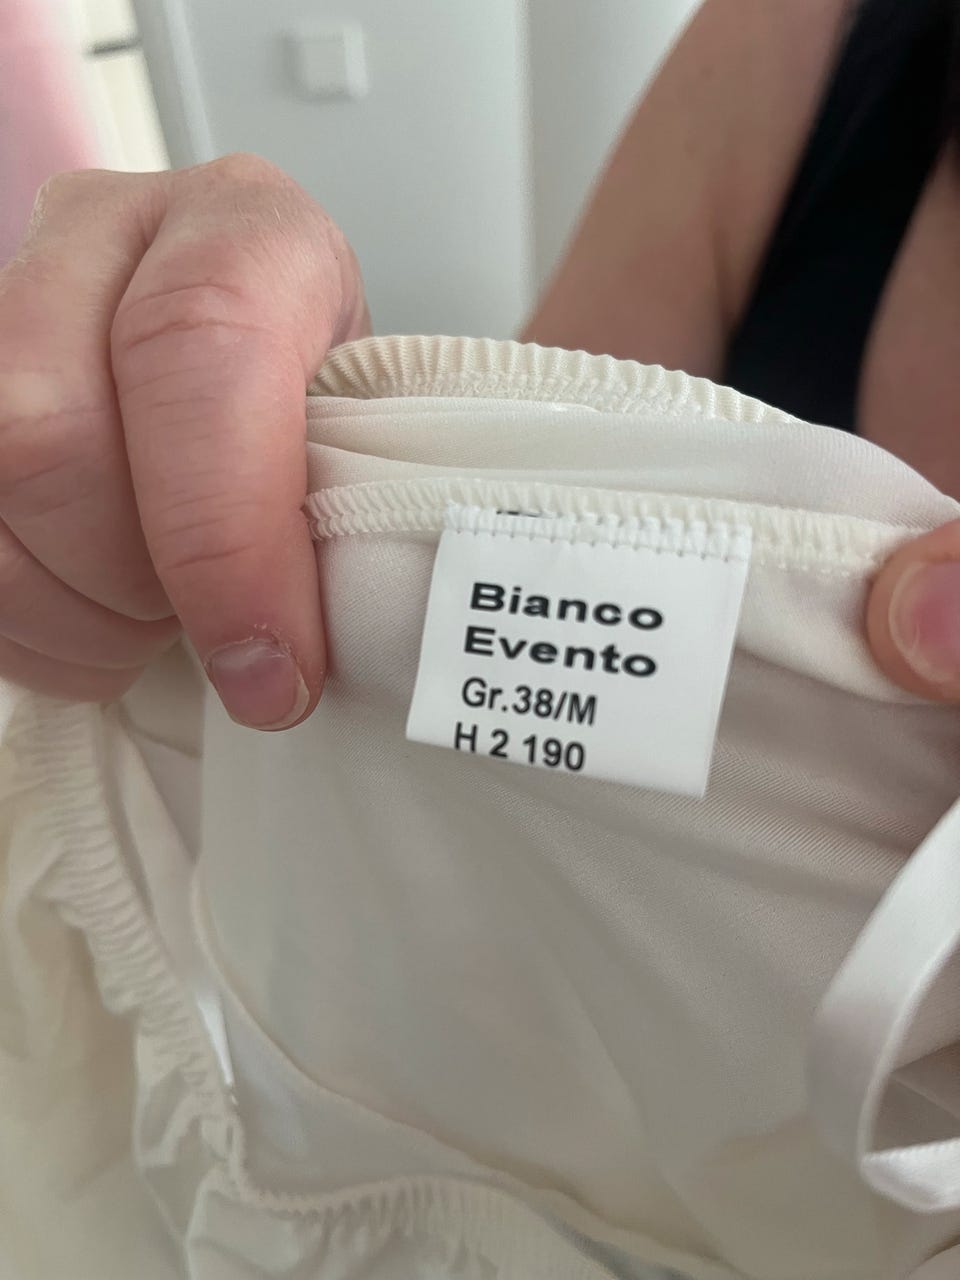 Bianco
Evento
Gr.38/M
H 2 190